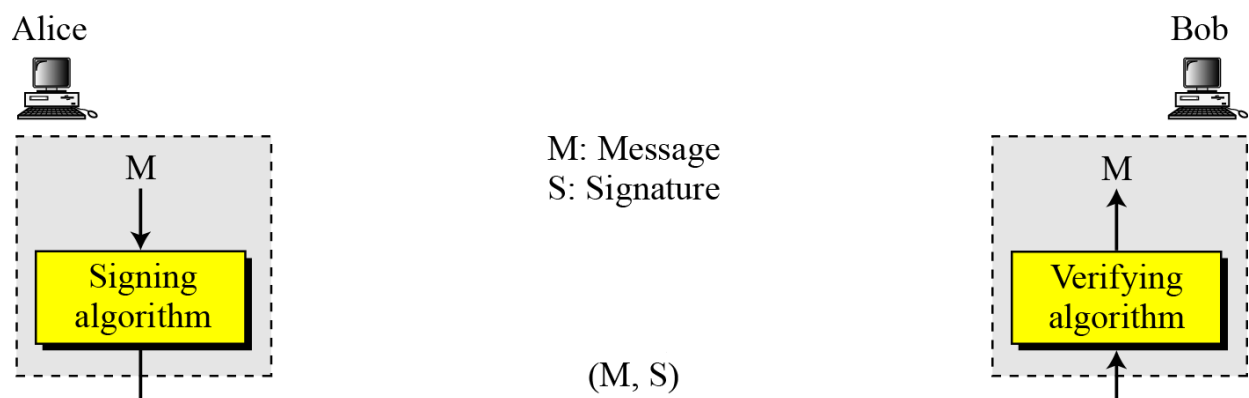 Alice
Bob
M: Message
S: Signature
M
M
Signing
algorithm
Verifying
algorithm
(M, S)